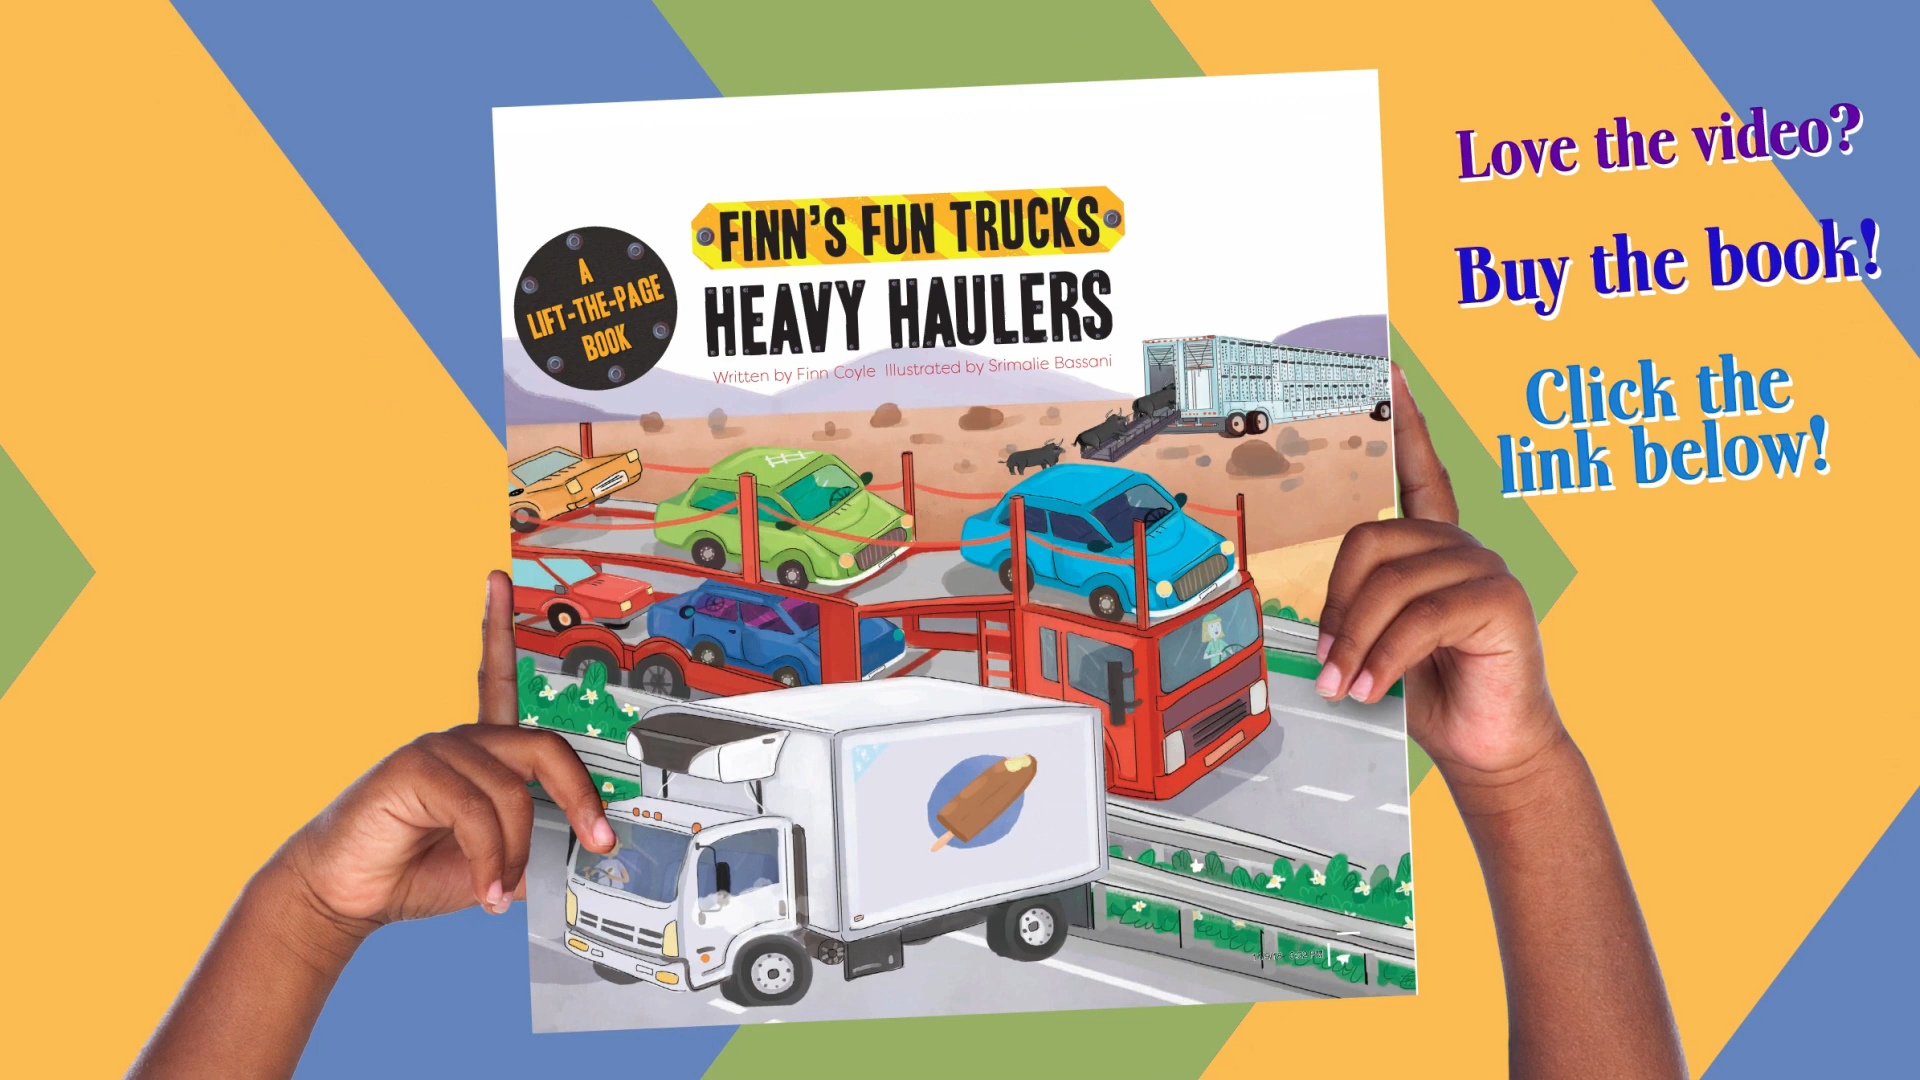 A
LIFT-THE-PAGE
BOOK
FINN'S FUN TRUCKS
HEAVY HAULERS
Written by Finn Coyle Illustrated by Srimalie Bassani
Love the video?
Buy the book!
Click the
link below!